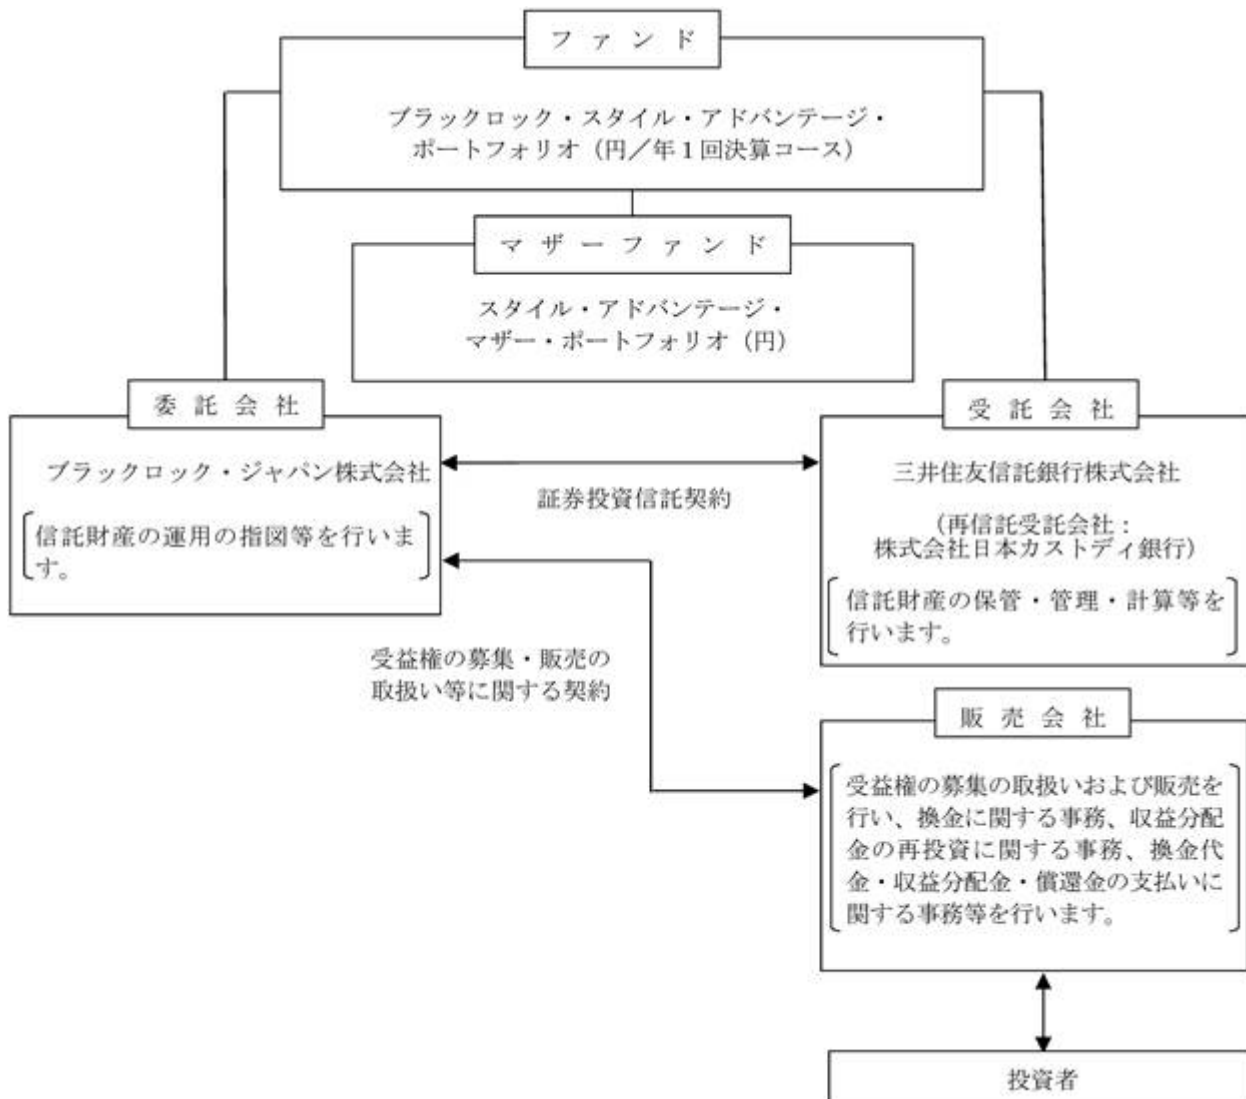 ファンド
ブラックロック・スタイル・アドバンテージ・
ポートフォリオ（円／年１回決算コース）
マザーファンド
スタイル・アドバンテージ・
マザー・ポートフォリオ（円）
委託会社
ブラックロック・ジャパン株式会社
信託財産の運用の指図等を行いま
す。
証券投資信託契約
受託会社
三井住友信託銀行株式会社
（再信託受託会社：
株式会社日本カストディ銀行）
信託財産の保管・管理・計算等を
行います。
受益権の募集・販売の
取扱い等に関する契約
販売会社
受益権の募集の取扱いおよび販売を
行い、換金に関する事務、収益分配
金の再投資に関する事務、換金代
金・収益分配金・償還金の支払いに
関する事務等を行います。
投資者